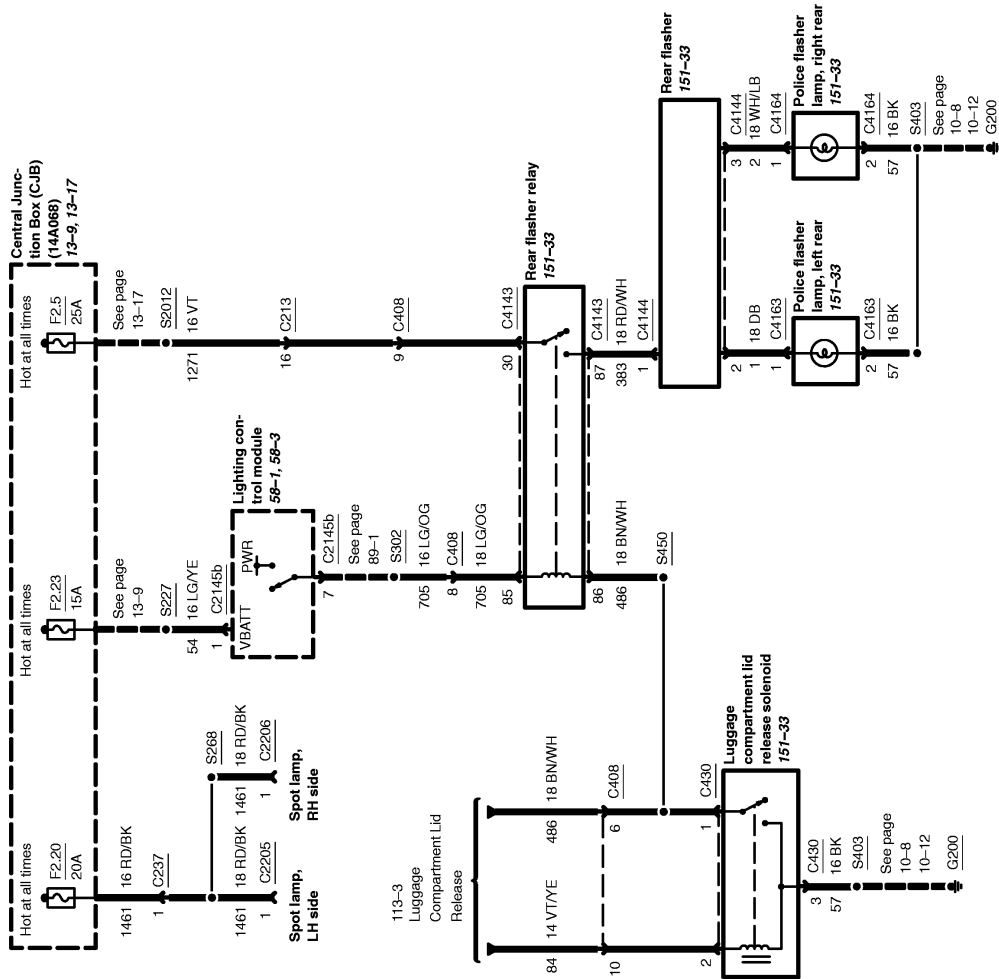 Central Junc-
tion Box (CJB)
(14A068)
13–9, 13–17
Hot at all times
F2.20
20A
Hot at all times
F2.23
15A
Hot at all times
F2.5
25A
1461
16 RD/BK
1
C237
S268
1461
18 RD/BK
1
C2205
Spot lamp,
LH side
1461
18 RD/BK
1
C2206
Spot lamp,
RH side
See page
13–9
S227
54
16 LG/YE
1
C2145b
VBATT
PWR
Lighting con-
trol module
58–1, 58–3
7
C2145b
See page
89–1
S302
705
16 LG/OG
8
C408
705
18 LG/OG
85
See page
13–17
S2012
1271
16 VT
16
C213
9
C408
30
C4143
Rear flasher relay
151–33
86
486
18 BN/WH
S450
87
C4143
383
18 RD/WH
1
C4144
Rear flasher
151–33
2
1
18 DB
1
C4163
3
C4144
2
18 WH/LB
1
C4164
Police flasher
lamp, left rear
151–33
Police flasher
lamp, right rear
151–33
2
C4163
57
16 BK
2
C4164
57
16 BK
S403
See page
10–8
10–12
G200
113–3
Luggage
Compartment Lid
Release
84
14 VT/YE
486
18 BN/WH
10
6
C408
2
1
C430
Luggage
compartment lid
release solenoid
151–33
3
C430
57
16 BK
S403
See page
10–8
10–12
G200